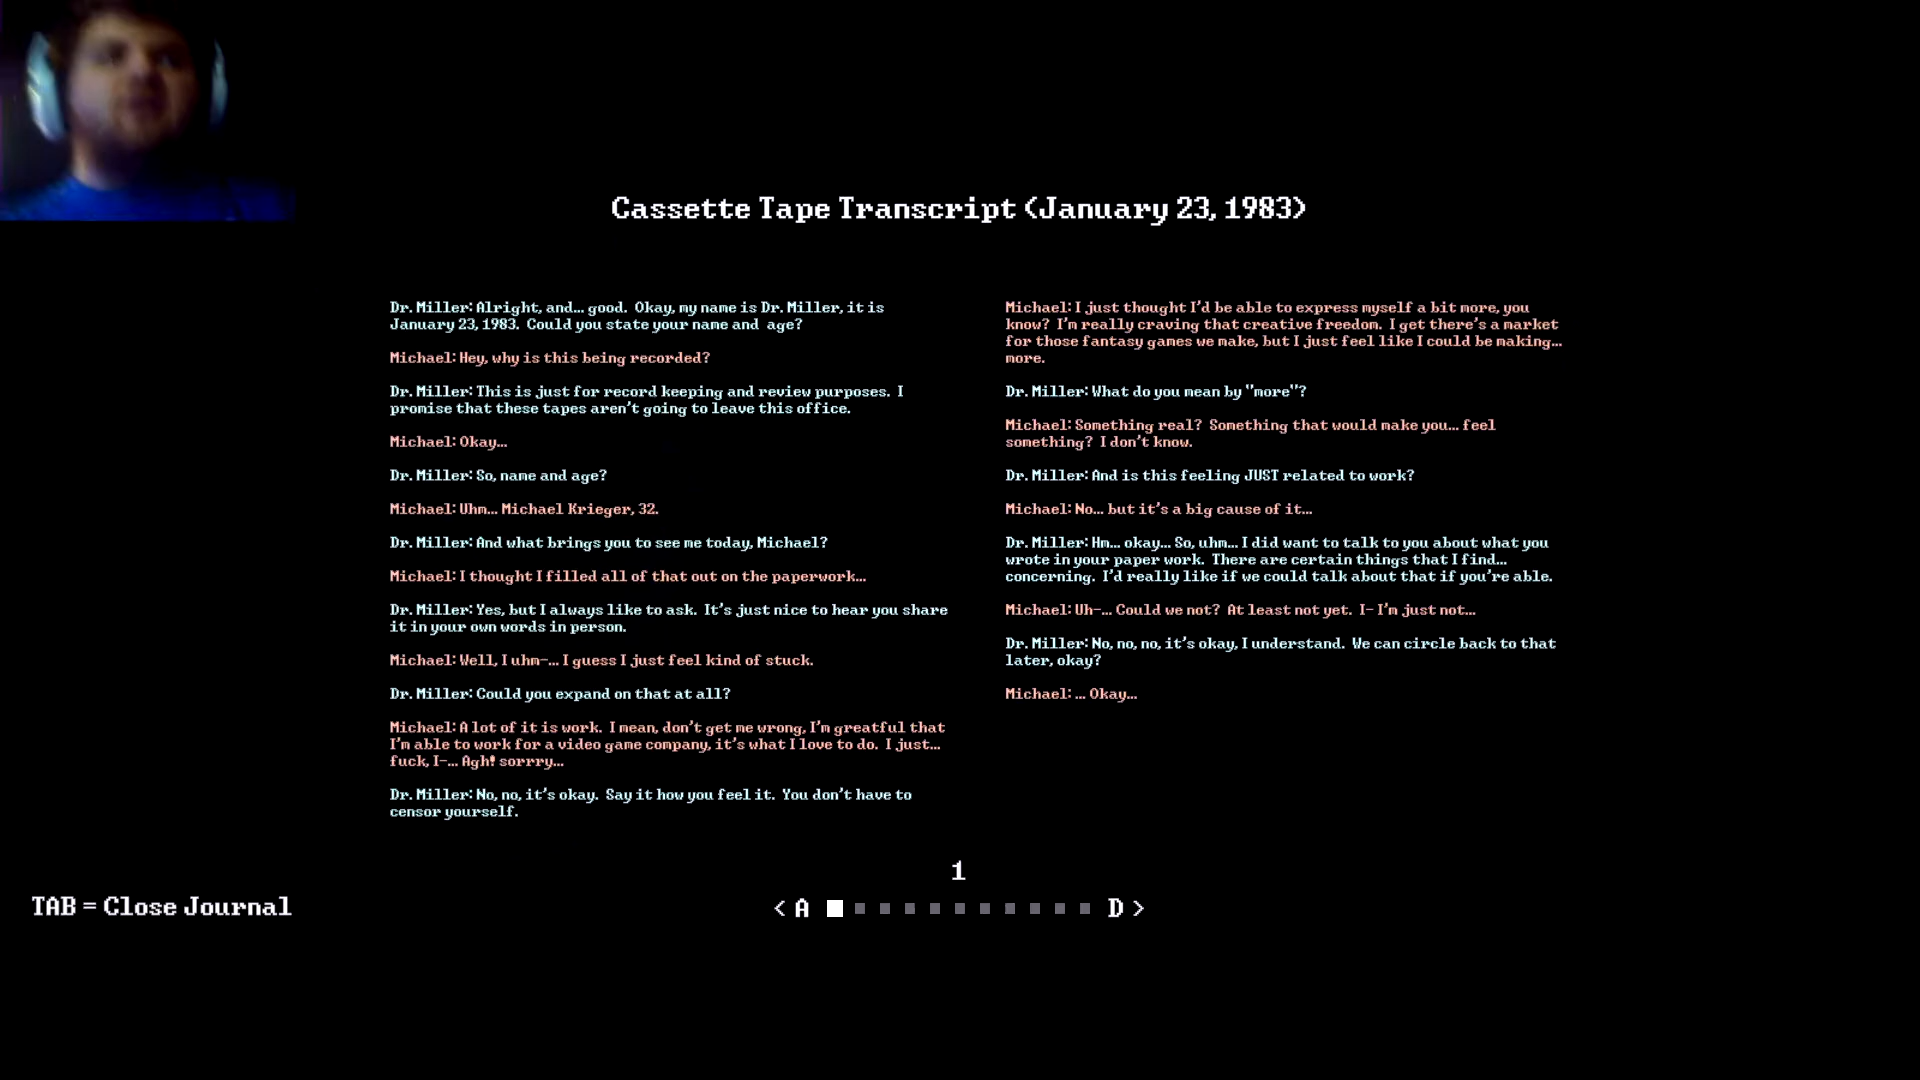 Cassette Tape Transcript (January 23, 1983)
Dr. Miller: Alright, and... good. Okay, my name is Dr. Miller, it is
January 23, 1983. Could you state your name and age?
Michael: Hey, why is this being recorded?
Dr. Miller: This is just for record keeping and review purposes. I
promise that these tapes aren't going to leave this office.
Michael: Okay...
Dr. Miller: So, name and age?
Michael: Uhm... Michael Krieger, 32.
Dr. Miller: And what brings you to see me today, Michael?
Michael: I thought I filled all of that out on the paperwork...
Dr. Miller: Yes, but I always like to ask. It's just nice to hear you share
it in your own words in person.
Michael: Well, I uhm-... I guess I just feel kind of stuck.
Dr. Miller: Could you expand on that at all?
Michael: A lot of it is work. I mean, don't get me wrong, I'm greatful that
I'm able to work for a video game company, it's what I love to do. I just...
fuck, I-... Agh! sorrry...
Dr. Miller: No, no, it's okay. Say it how you feel it. You don't have to
censor yourself.
Michael: I just thought I'd be able to express myself a bit more, you
know? I'm really craving that creative freedom. I get there's a market
for those fantasy games we make, but I just feel like I could be making...
more.
Dr. Miller: What do you mean by "more"?
Michael: Something real? Something that would make you... feel
something? I don't know.
Dr. Miller: And is this feeling JUST related to work?
Michael: No... but it's a big cause of it...
Dr. Miller: Hm... okay... So, uhm... I did want to talk to you about what you
wrote in your paper work. There are certain things that I find...
concerning. I'd really like if we could talk about that if you're able.
Michael: Uh-... Could we not? At least not yet. I- I'm just not...
Dr. Miller: No, no, no, it's okay, I understand. We can circle back to that
later, okay?
Michael: ... Okay...
1
TAB = Close Journal
< A D >